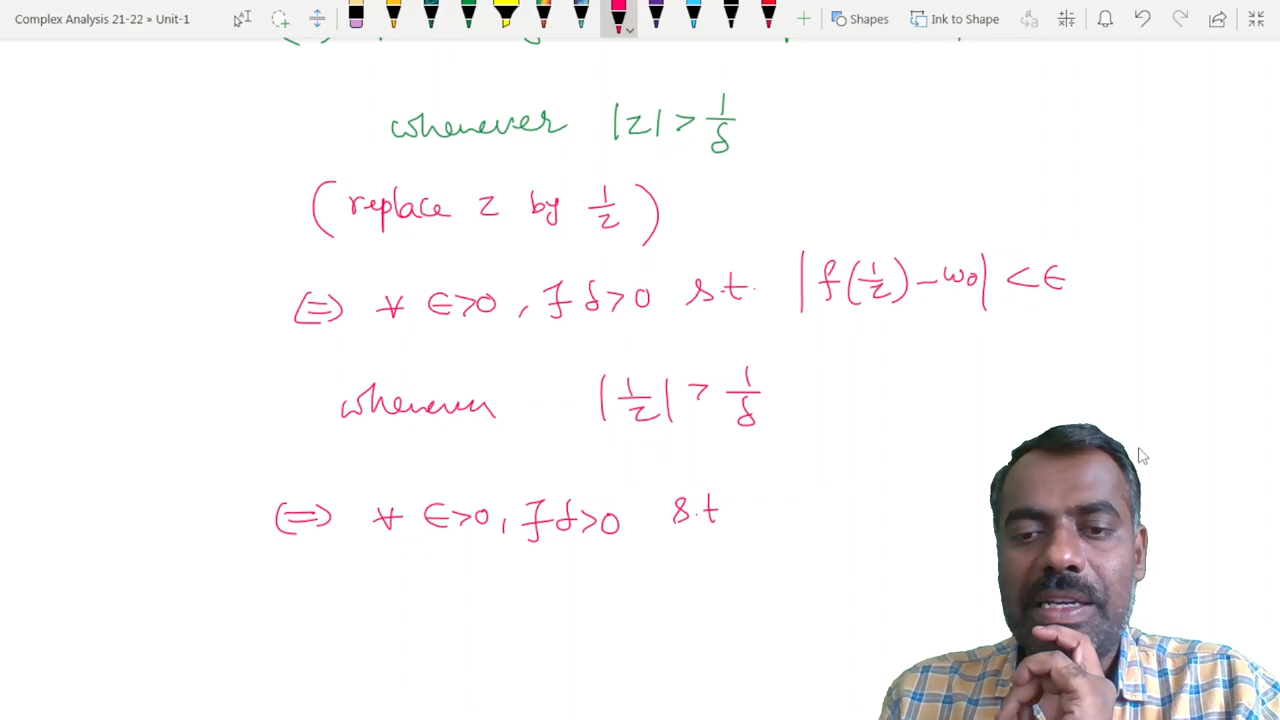 Complex Analysis 21-22 » Unit-1
Shapes
Ink to Shape
whenever |z| > 1/δ
(replace z by 1/z)
⇔ ∀ ∈>0, ∃ δ>0 s.t. |f(1/z) - w0| < ∈
whenever |1/z| > 1/δ
⇔ ∀ ∈>0, ∃ δ>0 s.t